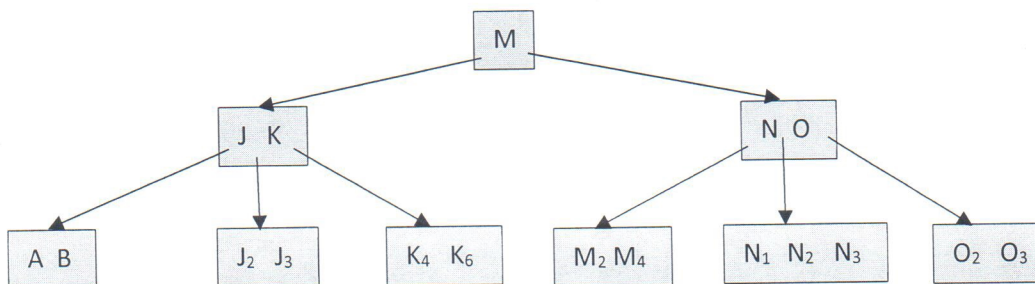 M
J K
N O
A B
J₂ J₃
K₄ K₆
M₂ M₄
N₁ N₂ N₃
O₂ O₃